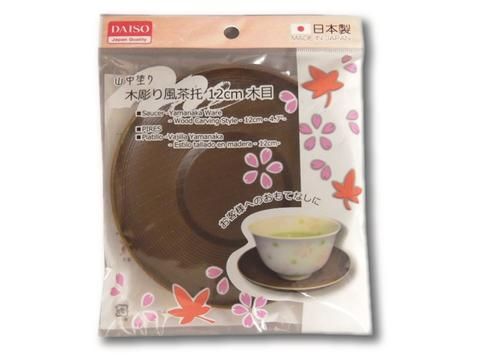 DAISO
Japan Quality
日本製
MADE IN JAPAN
山中塗り
木彫り風茶托 12cm 木目
■Saucer -Yamanaka Ware
- Wood Carving Style - 12cm - 4.7"-
■PIRES
■Platillo -Vajilla Yamanaka
- Estilo tallado en madera - 12cm-
お客様へのおもてなしに